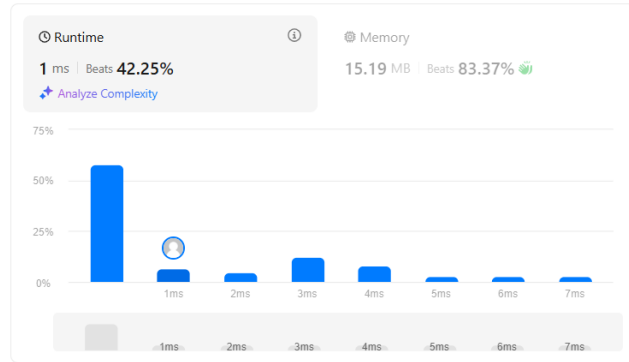 Runtime
Memory
1 ms Beats 42.25%
15.19 MB Beats 83.37%
Analyze Complexity
75%
50%
25%
0%
1ms 2ms 3ms 4ms 5ms 6ms 7ms
1ms 2ms 3ms 4ms 5ms 6ms 7ms